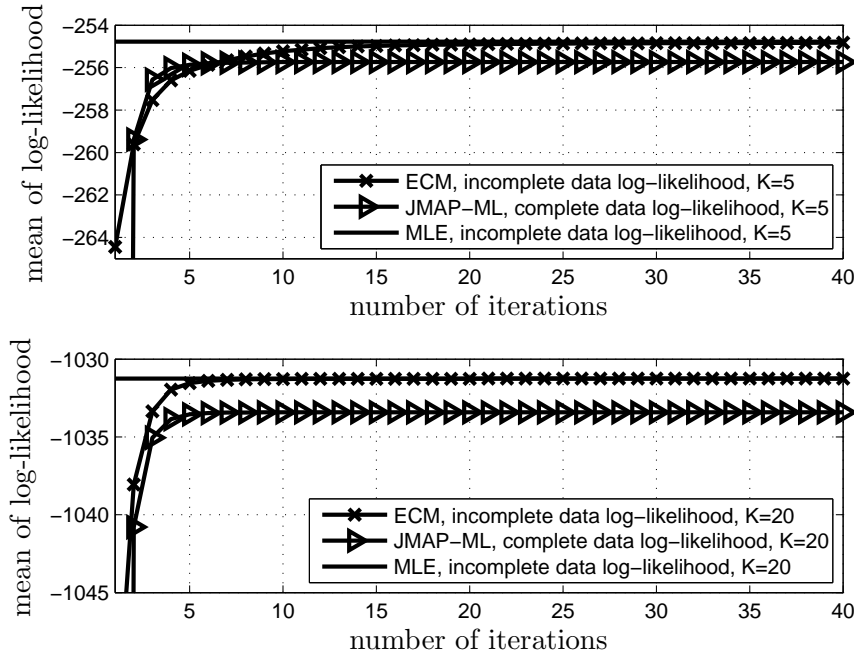 −254
−256
−258
−260
−262
−264
mean of log-likelihood
ECM, incomplete data log−likelihood, K=5
JMAP−ML, complete data log−likelihood, K=5
MLE, incomplete data log−likelihood, K=5
5 10 15 20 25 30 35 40
number of iterations
−1030
−1035
−1040
−1045
mean of log-likelihood
ECM, incomplete data log−likelihood, K=20
JMAP−ML, complete data log−likelihood, K=20
MLE, incomplete data log−likelihood, K=20
5 10 15 20 25 30 35 40
number of iterations